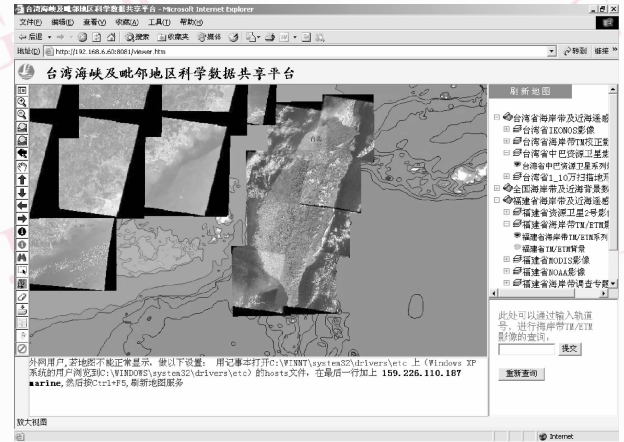 台湾海峡及毗邻地区科学数据共享平台 - Microsoft Internet Explorer
文件(F) 编辑(E) 查看(V) 收藏(A) 工具(T) 帮助(H)
后退 搜索 收藏夹 媒体
地址(D) http://192.168.6.60:8081/viewer.htm 转到 链接 »
台湾海峡及毗邻地区科学数据共享平台
刷新地图
台湾省海岸带及近海遥感
台湾省IKONOS影像
台湾省海岸带TM校正影
台湾省中巴资源卫星影
台湾省中巴资源卫星系列
台湾省1_10万扫描地形
全国海岸带及近海背景数
福建省海岸带及近海遥感
福建省资源卫星2号影
福建省海岸带TM/ETM影
福建省海岸带TM/ETM系列
福建TM/ETM背景
福建省MODIS影像
福建省NOAA影像
福建省海岸带调查专题
台湾
此处可以通过输入轨道
号、进行海岸带TM/ETM
影像的查询:
提交
重新查询
外网用户,若地图不能正常显示, 做以下设置: 用记事本打开C:\WINNT\system32\drivers\etc 上 (Windows XP
系统的用户浏览到C:\WINDOWS\system32\drivers\etc) 的hosts文件, 在最后一行加上 159.226.110.187
marine,然后按Ctrl+F5,刷新地图服务
放大视图
Internet